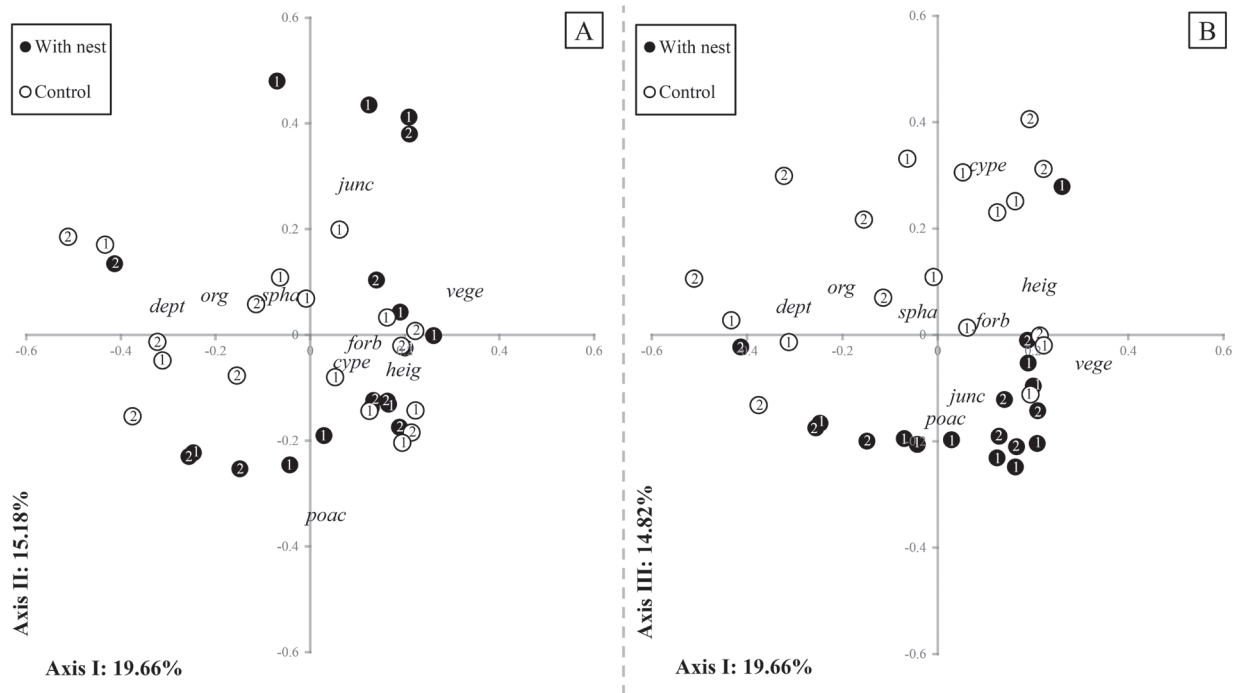 A
With nest
Control
0.6
0.4
0.2
0
-0.2
-0.4
-0.6
-0.6
-0.4
-0.2
0
0.2
0.4
0.6
junc
vege
dept
org
spha
forb
cype
heig
poac
Axis II: 15.18%
Axis I: 19.66%
B
With nest
Control
0.6
0.4
0.2
0
-0.2
-0.4
-0.6
-0.6
-0.4
-0.2
0
0.2
0.4
0.6
cype
heig
org
dept
spha
forb
vege
junc
poac
Axis III: 14.82%
Axis I: 19.66%